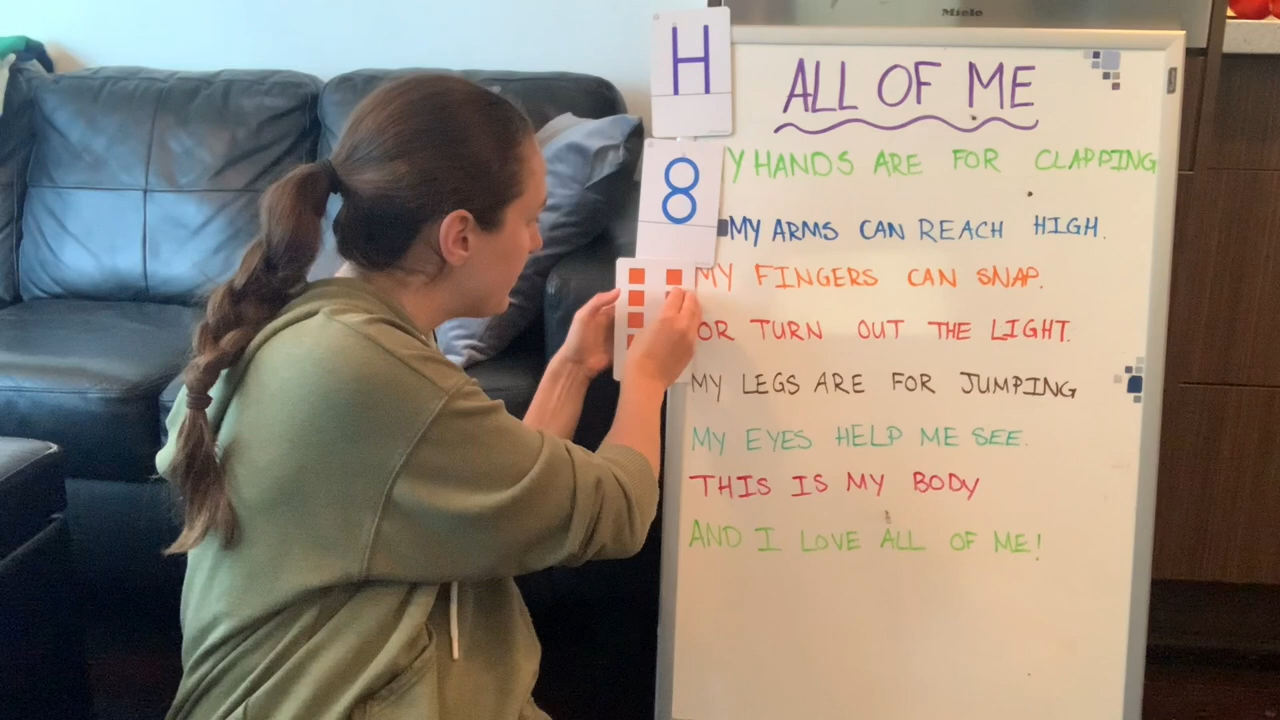 Miele
H
ALL OF ME
8
Y HANDS ARE FOR CLAPPING
MY ARMS CAN REACH HIGH.
MY FINGERS CAN SNAP.
OR TURN OUT THE LIGHT.
MY LEGS ARE FOR JUMPING
MY EYES HELP ME SEE.
THIS IS MY BODY
AND I LOVE ALL OF ME!